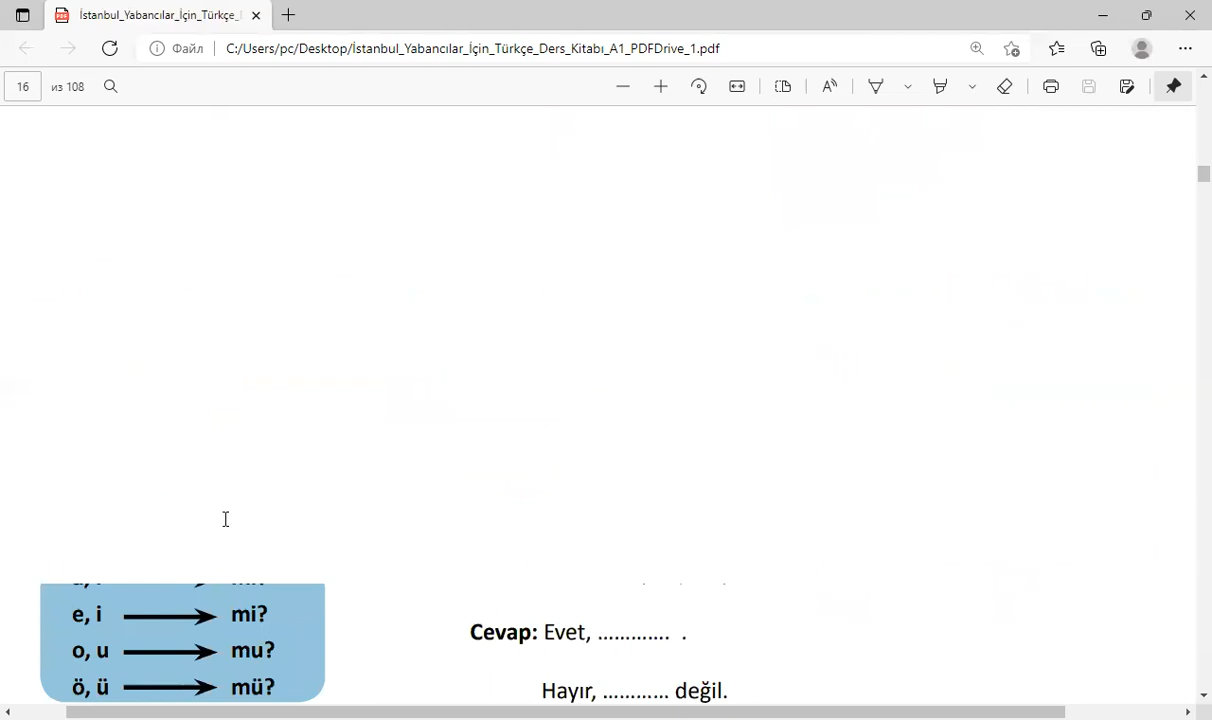 İstanbul_Yabancılar_İçin_Türkçe_
Файл
C:/Users/pc/Desktop/İstanbul_Yabancılar_İçin_Türkçe_Ders_Kitabı_A1_PDFDrive_1.pdf
16 из 108
e, i mi?
o, u mu?
ö, ü mü?
Cevap: Evet, ............. .
Hayır, ............ değil.